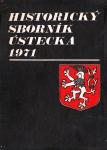 HISTORICKÝ
SBORNÍK
ÚSTECKA
1971